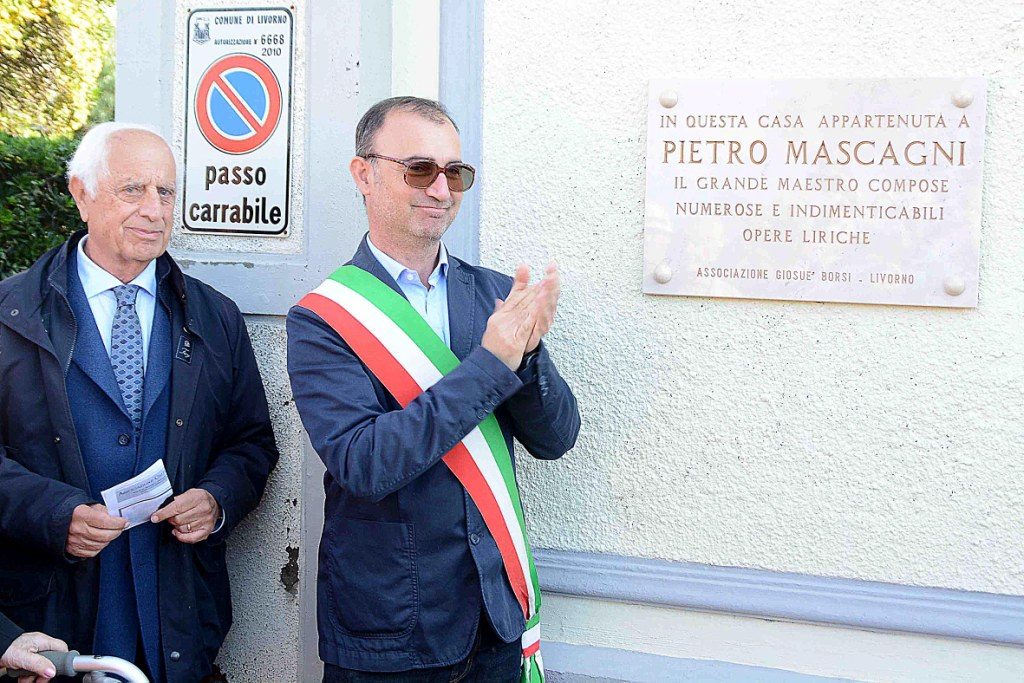 COMUNE DI LIVORNO
AUTORIZZAZIONE N° 6668
2010
passo
carrabile
IN QUESTA CASA APPARTENUTA A
PIETRO MASCAGNI
IL GRANDE MAESTRO COMPOSE
NUMEROSE E INDIMENTICABILI
OPERE LIRICHE
ASSOCIAZIONE GIOSUE' BORSI - LIVORNO